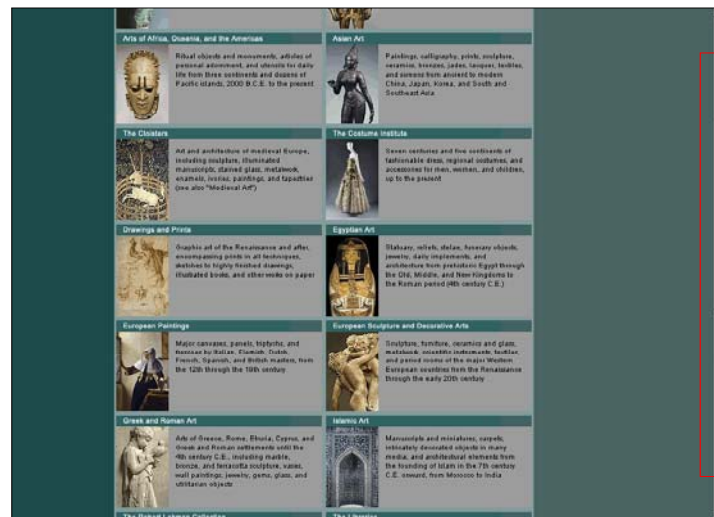 Arts of Africa, Oceania, and the Americas
Ritual objects and monuments, articles of
personal adornment, and utensils for daily
life from three continents and dozens of
Pacific islands, 2000 B.C.E. to the present
Asian Art
Paintings, calligraphy, prints, sculpture,
ceramics, bronzes, jades, lacquer, textiles,
and screens from ancient to modern
China, Japan, Korea, and South and
Southeast Asia
The Cloisters
Art and architecture of medieval Europe,
including sculpture, illuminated
manuscripts, stained glass, metalwork,
enamels, ivories, paintings, and tapestries
(see also "Medieval Art")
The Costume Institute
Seven centuries and five continents of
fashionable dress, regional costumes, and
accessories for men, women, and children,
up to the present
Drawings and Prints
Graphic art of the Renaissance and after,
encompassing prints in all techniques,
sketches to highly finished drawings,
illustrated books, and other works on paper
Egyptian Art
Statuary, reliefs, stelae, funerary objects,
jewelry, daily implements, and
architecture from prehistoric Egypt through
the Old, Middle, and New Kingdoms to
the Roman period (4th century C.E.)
European Paintings
Major canvases, panels, triptychs, and
frescoes by Italian, Flemish, Dutch,
French, Spanish, and British masters, from
the 12th through the 19th century
European Sculpture and Decorative Arts
Sculpture, furniture, ceramics and glass,
metalwork, scientific instruments, textiles,
and period rooms of the major Western
European countries from the Renaissance
through the early 20th century
Greek and Roman Art
Arts of Greece, Rome, Etruria, Cyprus, and
Greek and Roman settlements until the
4th century C.E., including marble,
bronze, and terracotta sculpture, vases,
wall paintings, jewelry, gems, glass, and
utilitarian objects
Islamic Art
Manuscripts and miniatures, carpets,
intricately decorated objects in many
media, and architectural elements from
the founding of Islam in the 7th century
C.E. onward, from Morocco to India
The Robert Lehman Collection
The Libraries